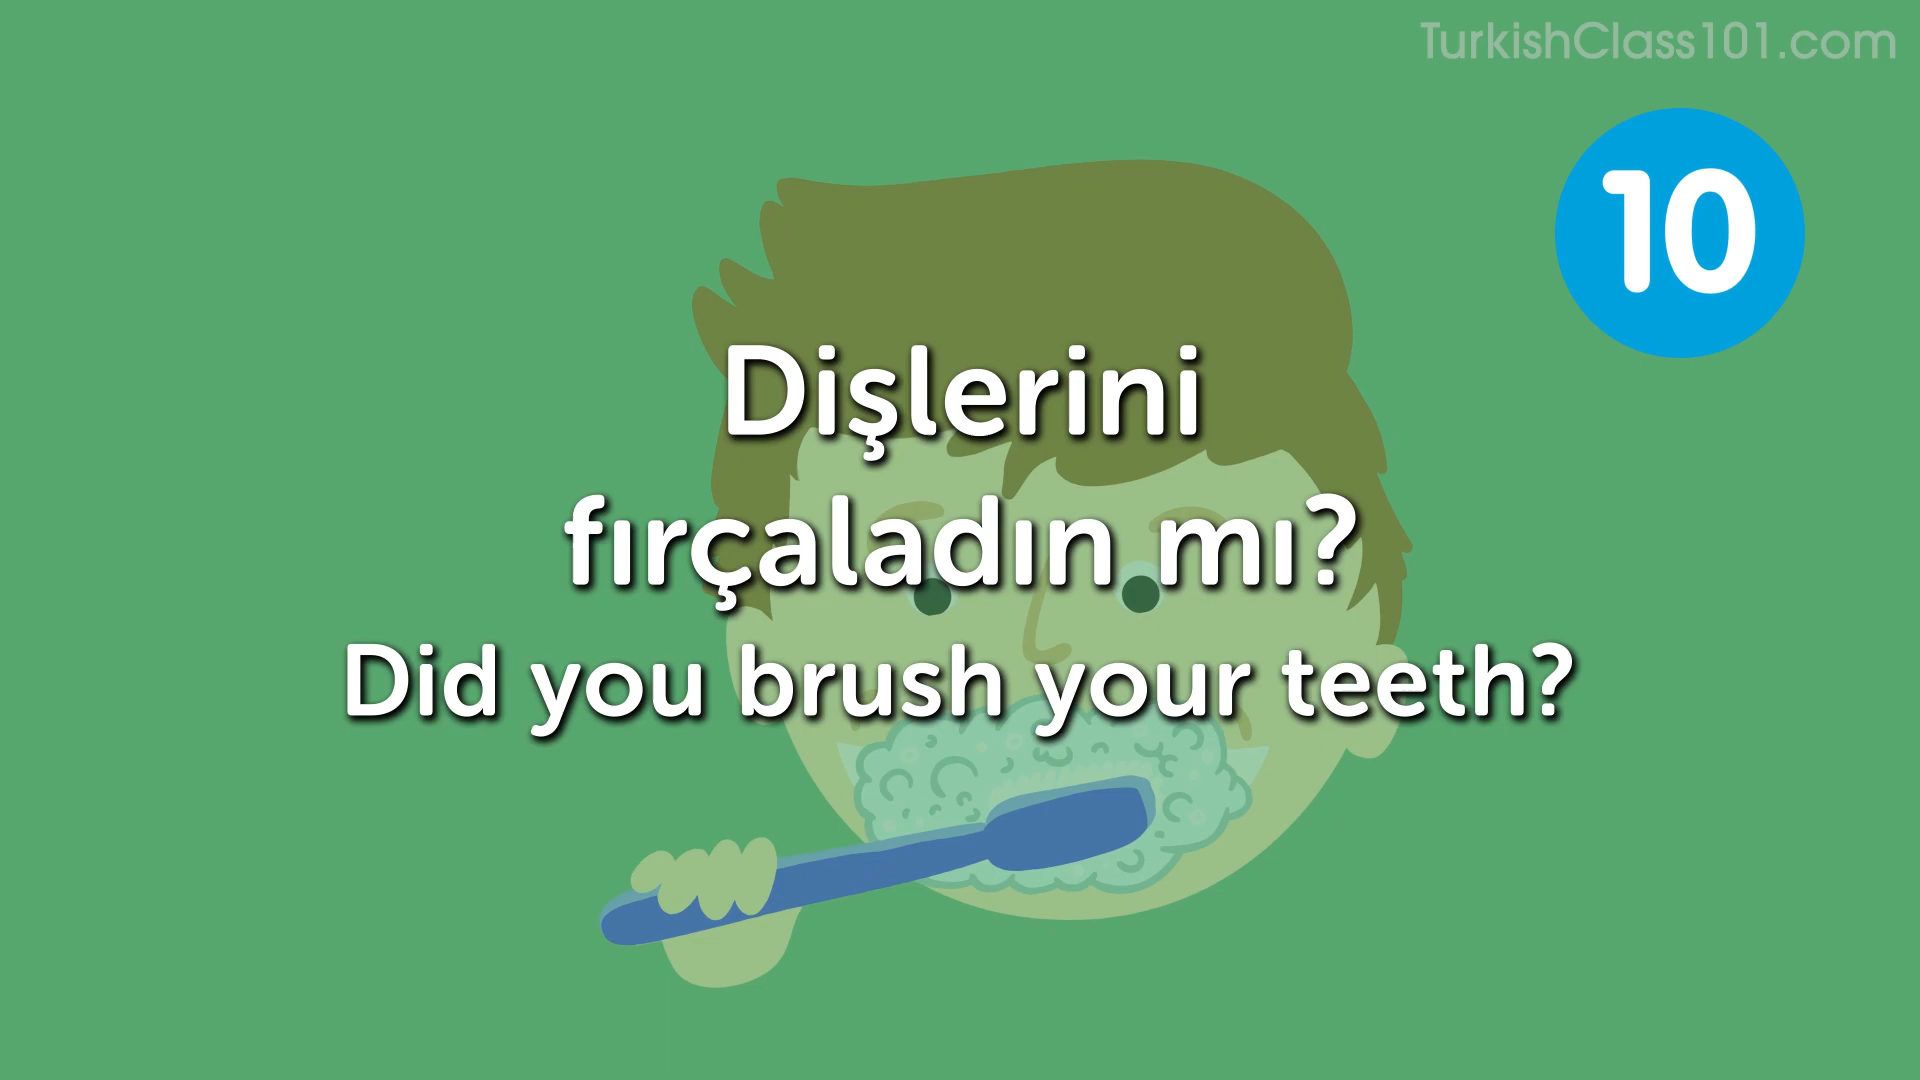 TurkishClass101.com
10
Dişlerini
fırçaladın mı?
Did you brush your teeth?